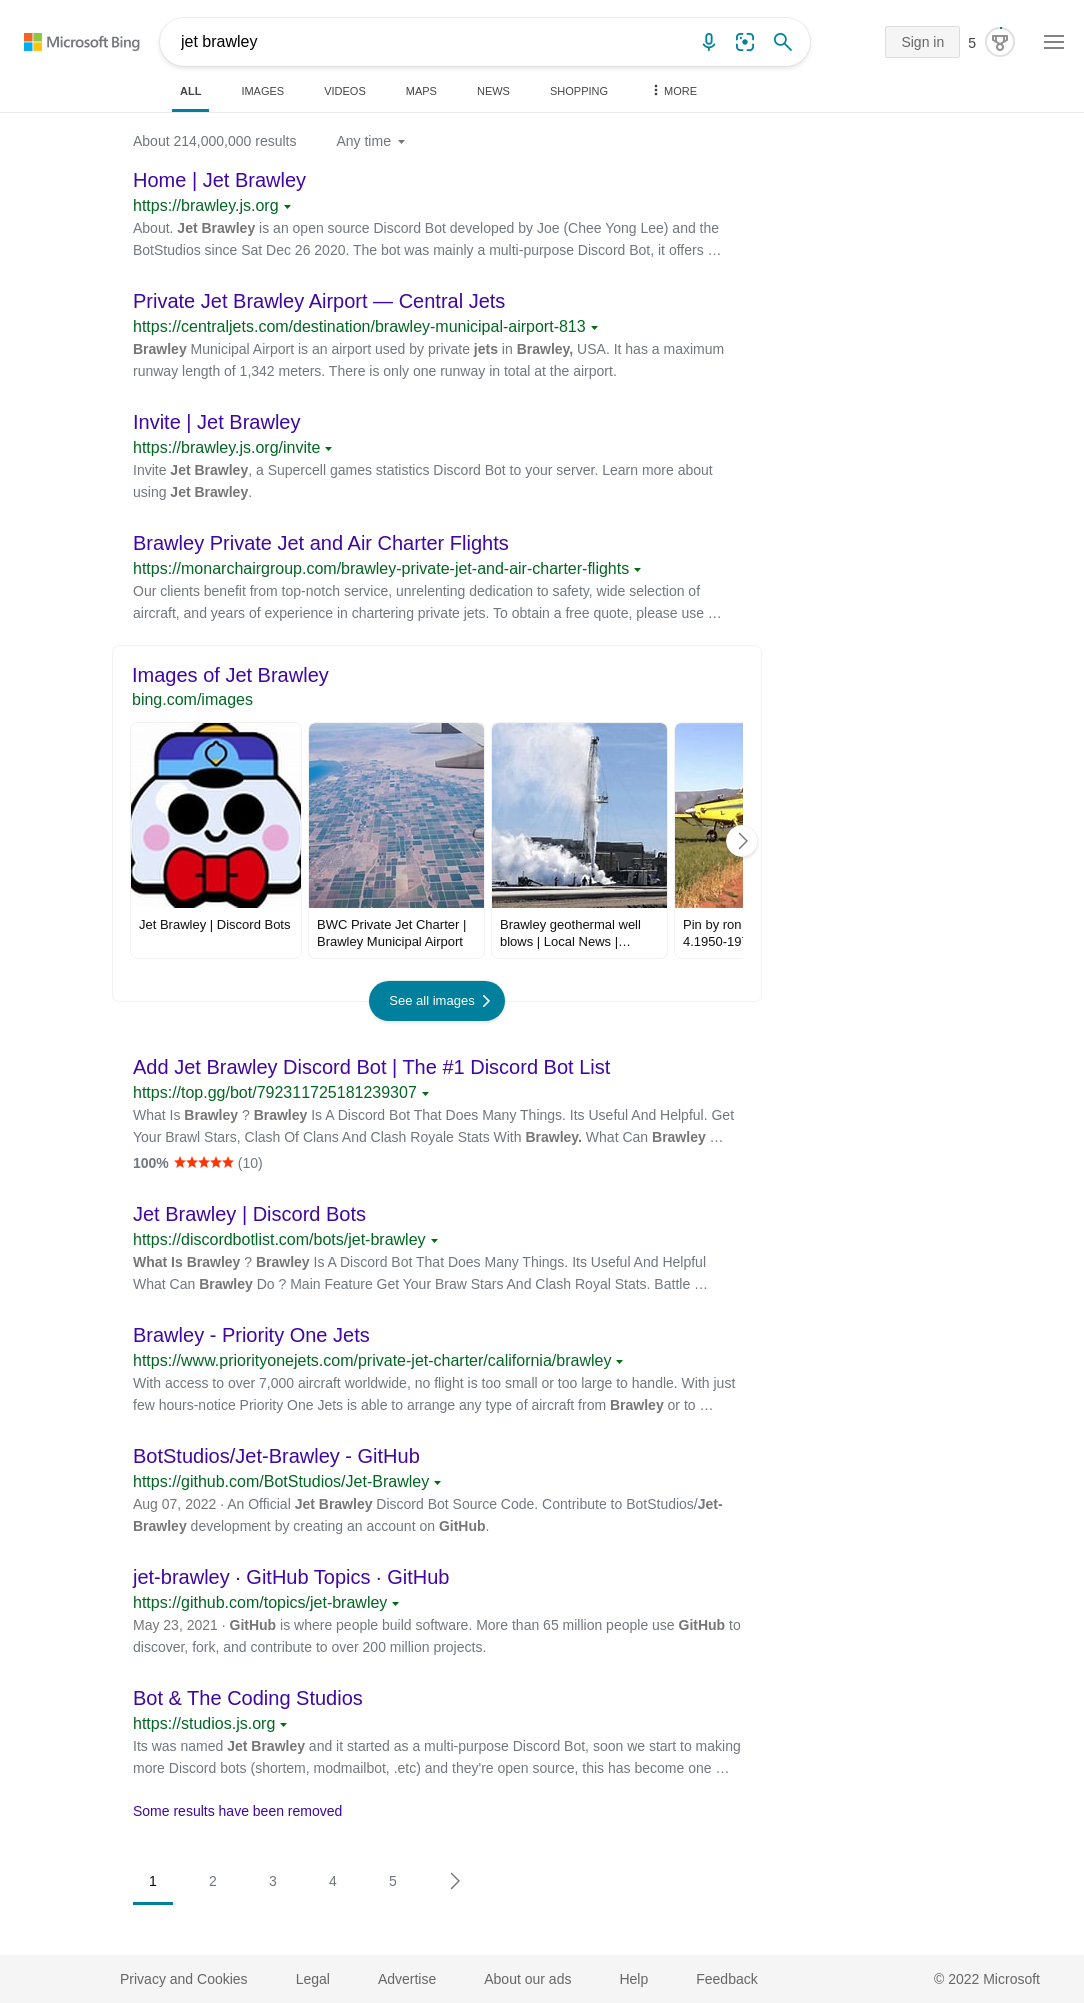 Microsoft Bing
jet brawley
Sign in
5
ALL
IMAGES
VIDEOS
MAPS
NEWS
SHOPPING
MORE
About 214,000,000 results
Any time
Home | Jet Brawley
https://brawley.js.org
About. Jet Brawley is an open source Discord Bot developed by Joe (Chee Yong Lee) and the
BotStudios since Sat Dec 26 2020. The bot was mainly a multi-purpose Discord Bot, it offers …
Private Jet Brawley Airport — Central Jets
https://centraljets.com/destination/brawley-municipal-airport-813
Brawley Municipal Airport is an airport used by private jets in Brawley, USA. It has a maximum
runway length of 1,342 meters. There is only one runway in total at the airport.
Invite | Jet Brawley
https://brawley.js.org/invite
Invite Jet Brawley, a Supercell games statistics Discord Bot to your server. Learn more about
using Jet Brawley.
Brawley Private Jet and Air Charter Flights
https://monarchairgroup.com/brawley-private-jet-and-air-charter-flights
Our clients benefit from top-notch service, unrelenting dedication to safety, wide selection of
aircraft, and years of experience in chartering private jets. To obtain a free quote, please use …
Images of Jet Brawley
bing.com/images
Jet Brawley | Discord Bots
BWC Private Jet Charter |
Brawley Municipal Airport
Brawley geothermal well
blows | Local News |…
Pin by ron
4.1950-197
See all images
Add Jet Brawley Discord Bot | The #1 Discord Bot List
https://top.gg/bot/792311725181239307
What Is Brawley ? Brawley Is A Discord Bot That Does Many Things. Its Useful And Helpful. Get
Your Brawl Stars, Clash Of Clans And Clash Royale Stats With Brawley. What Can Brawley …
100% ★★★★★ (10)
Jet Brawley | Discord Bots
https://discordbotlist.com/bots/jet-brawley
What Is Brawley ? Brawley Is A Discord Bot That Does Many Things. Its Useful And Helpful
What Can Brawley Do ? Main Feature Get Your Braw Stars And Clash Royal Stats. Battle …
Brawley - Priority One Jets
https://www.priorityonejets.com/private-jet-charter/california/brawley
With access to over 7,000 aircraft worldwide, no flight is too small or too large to handle. With just
few hours-notice Priority One Jets is able to arrange any type of aircraft from Brawley or to …
BotStudios/Jet-Brawley - GitHub
https://github.com/BotStudios/Jet-Brawley
Aug 07, 2022 · An Official Jet Brawley Discord Bot Source Code. Contribute to BotStudios/Jet-
Brawley development by creating an account on GitHub.
jet-brawley · GitHub Topics · GitHub
https://github.com/topics/jet-brawley
May 23, 2021 · GitHub is where people build software. More than 65 million people use GitHub to
discover, fork, and contribute to over 200 million projects.
Bot & The Coding Studios
https://studios.js.org
Its was named Jet Brawley and it started as a multi-purpose Discord Bot, soon we start to making
more Discord bots (shortem, modmailbot, .etc) and they're open source, this has become one …
Some results have been removed
1
2
3
4
5
Privacy and Cookies
Legal
Advertise
About our ads
Help
Feedback
© 2022 Microsoft